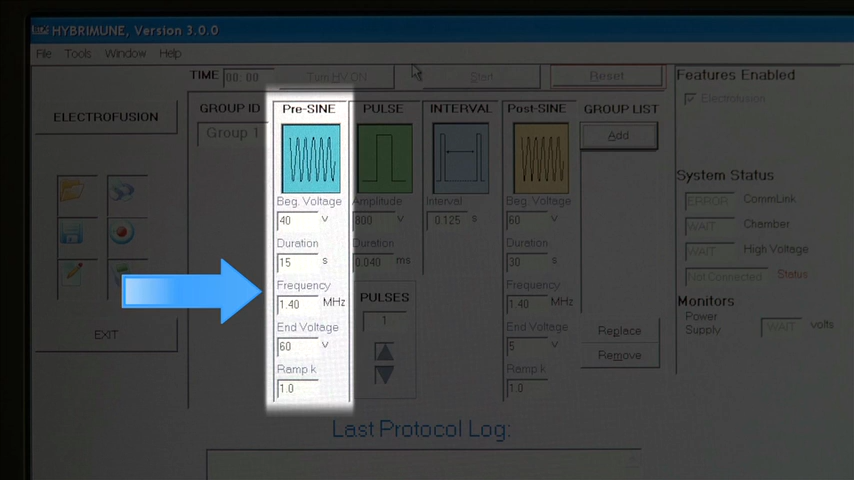 HYBRIMUNE, Version 3.0.0
File Tools Window Help
TIME 00: 00 Turn HV ON Start Reset
Features Enabled
Electrofusion
ELECTROFUSION
GROUP ID Pre-SINE PULSE INTERVAL Post-SINE GROUP LIST
Group 1
Add
Beg. Voltage Amplitude Interval Beg. Voltage
40 V 800 V 0.125 s 60 V
Duration Duration Duration
15 s 0.040 ms 30 s
Frequency Frequency
1.40 MHz 1.40 MHz
PULSES
1
End Voltage End Voltage
60 V 5 V
Ramp k Ramp k
1.0 1.0
Replace
Remove
EXIT
System Status
ERROR CommLink
WAIT Chamber
WAIT High Voltage
Not Connected Status
Monitors
Power
Supply WAIT volts
Last Protocol Log: